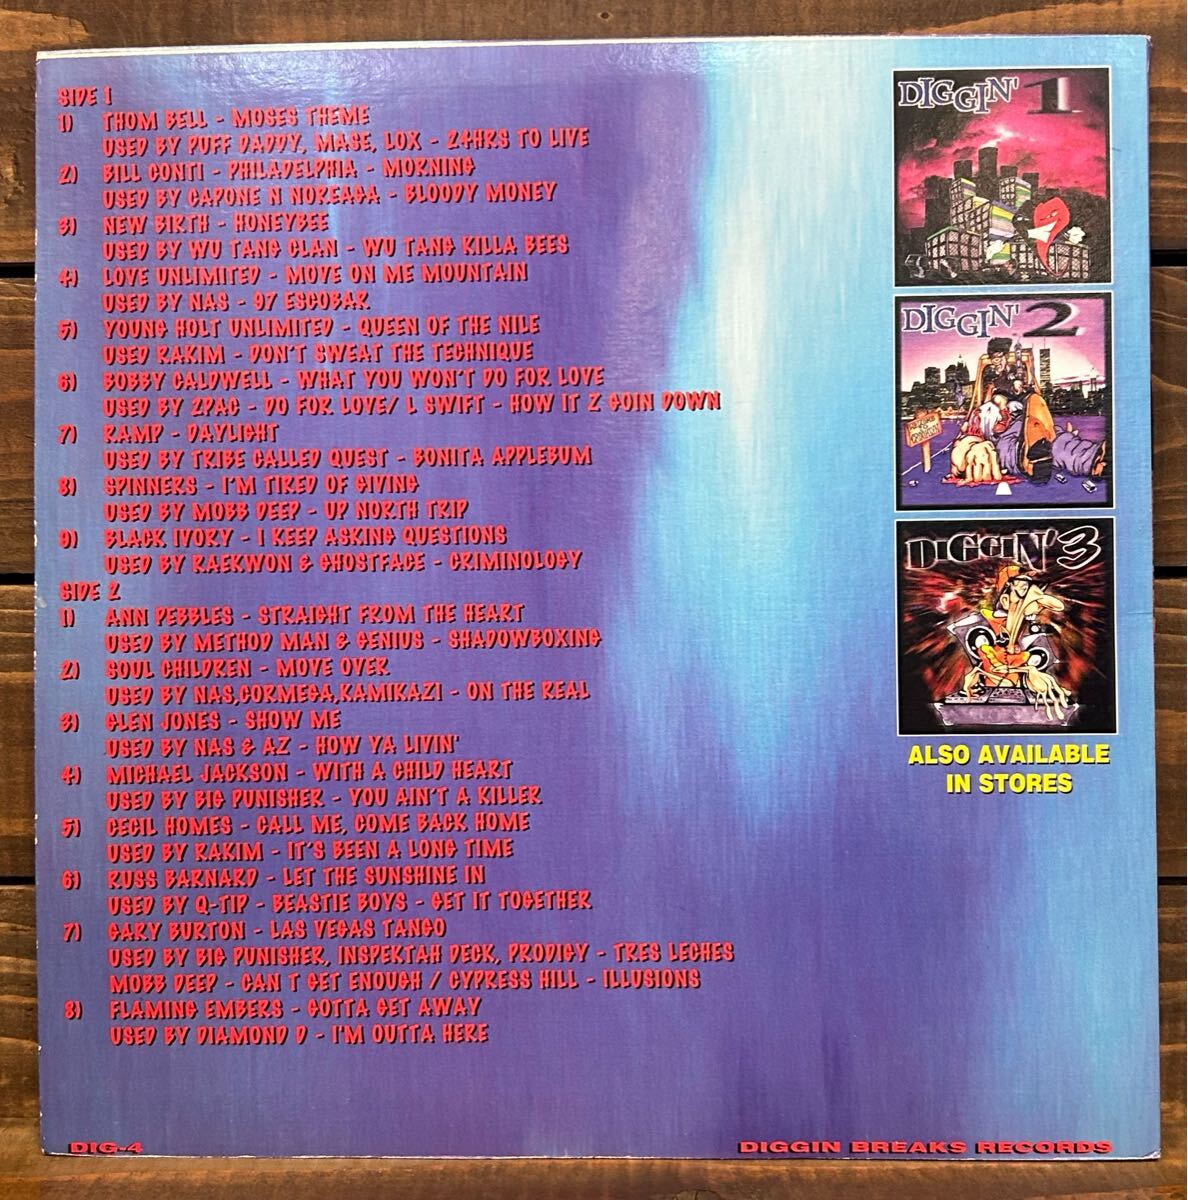 SIDE 1
1) THOM BELL - MOSES THEME
USED BY PUFF DADDY, MASE, LOX - 24HRS TO LIVE
2) BILL CONTI - PHILADELPHIA - MORNING
USED BY CAPONE N NOREAGA - BLOODY MONEY
3) NEW BIRTH - HONEYBEE
USED BY WU TANG CLAN - WU TANG KILLA BEES
4) LOVE UNLIMITED - MOVE ON ME MOUNTAIN
USED BY NAS - 97 ESCOBAR
5) YOUNG HOLT UNLIMITED - QUEEN OF THE NILE
USED RAKIM - DON'T SWEAT THE TECHNIQUE
6) BOBBY CALDWELL - WHAT YOU WON'T DO FOR LOVE
USED BY 2PAC - DO FOR LOVE/ L SWIFT - HOW IT Z GOIN DOWN
7) RAMP - DAYLIGHT
USED BY TRIBE CALLED QUEST - BONITA APPLEBUM
8) SPINNERS - I'M TIRED OF GIVING
USED BY MOBB DEEP - UP NORTH TRIP
9) BLACK IVORY - I KEEP ASKING QUESTIONS
USED BY RAEKWON & GHOSTFACE - CRIMINOLOGY
SIDE 2
1) ANN PEBBLES - STRAIGHT FROM THE HEART
USED BY METHOD MAN & GENIUS - SHADOWBOXING
2) SOUL CHILDREN - MOVE OVER
USED BY NAS,CORMEGA,KAMIKAZI - ON THE REAL
3) GLEN JONES - SHOW ME
USED BY NAS & AZ - HOW YA LIVIN'
4) MICHAEL JACKSON - WITH A CHILD HEART
USED BY BIG PUNISHER - YOU AIN'T A KILLER
5) CECIL HOMES - CALL ME, COME BACK HOME
USED BY RAKIM - IT'S BEEN A LONG TIME
6) RUSS BARNARD - LET THE SUNSHINE IN
USED BY Q-TIP - BEASTIE BOYS - GET IT TOGETHER
7) GARY BURTON - LAS VEGAS TANGO
USED BY BIG PUNISHER, INSPEKTAH DECK, PRODIGY - TRES LECHES
MOBB DEEP - CAN T GET ENOUGH / CYPRESS HILL - ILLUSIONS
8) FLAMING EMBERS - GOTTA GET AWAY
USED BY DIAMOND D - I'M OUTTA HERE
DIGGIN' 1
DIGGIN' 2
DIGGIN' 3
ALSO AVAILABLE
IN STORES
DIG-4
DIGGIN BREAKS RECORDS